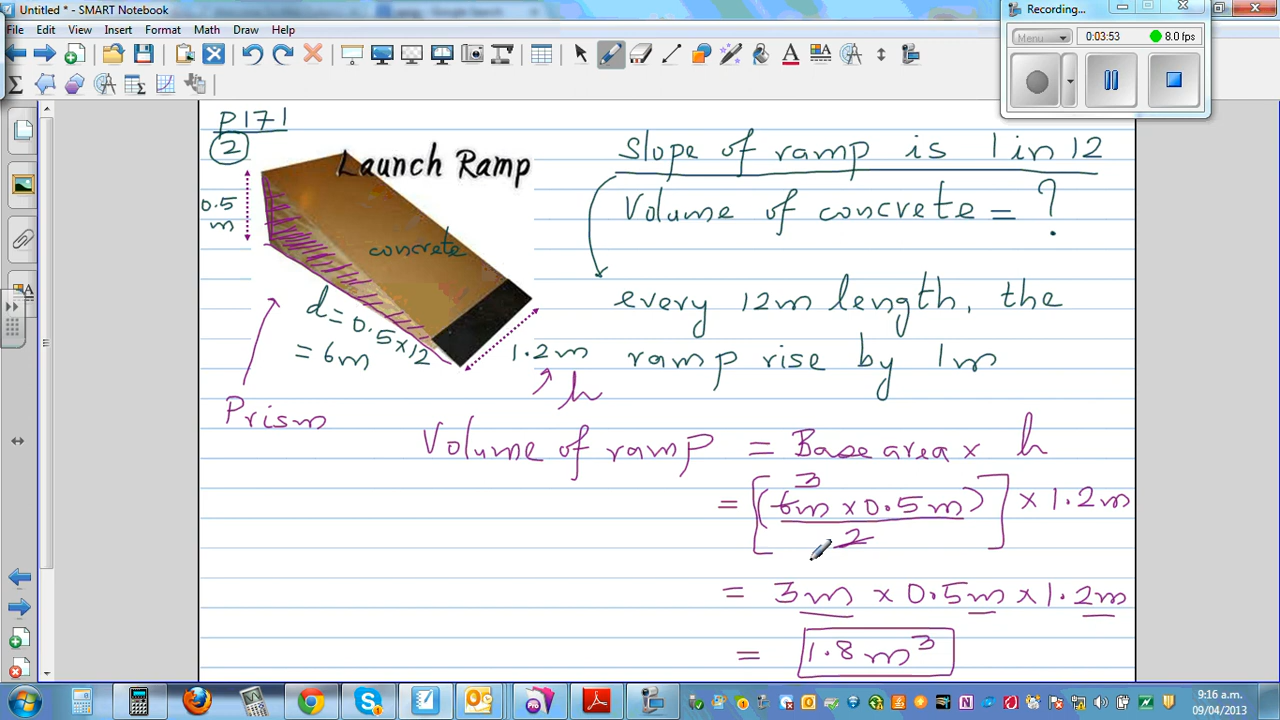 Untitled * - SMART Notebook
Recording...
File Edit View Insert Format Tools Math Draw Help
Menu
0:03:53
8.0 fps
P171
2
Launch Ramp
Slope of ramp is 1 in 12
0.5
m
Volume of concrete = ?
concrete
every 12m length, the
ramp rise by 1m
d = 0.5 x 12
= 6m
1.2m
h
Prism
Volume of ramp = Base area x h
3
= [(6m x 0.5m)] x 1.2m
2
= 3m x 0.5m x 1.2m
= 1.8 m³
9:16 a.m.
09/04/2013